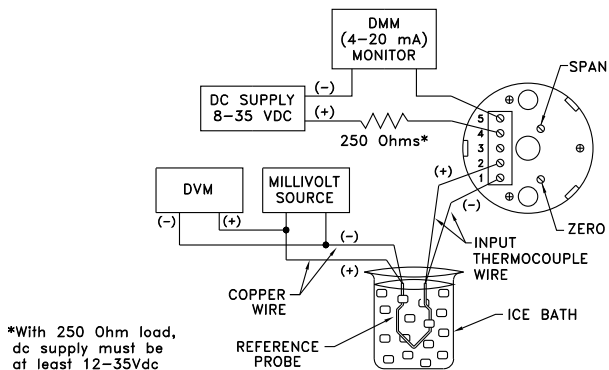 DMM
(4-20 mA)
MONITOR
SPAN
(-)
DC SUPPLY
8-35 VDC
(+)
250 Ohms*
5
4
3
2
1
(+)
(-)
DVM
MILLIVOLT
SOURCE
(-)
(+)
ZERO
(-)
INPUT
THERMOCOUPLE
WIRE
(+)
COPPER
WIRE
ICE BATH
REFERENCE
PROBE
*With 250 Ohm load,
dc supply must be
at least 12-35Vdc